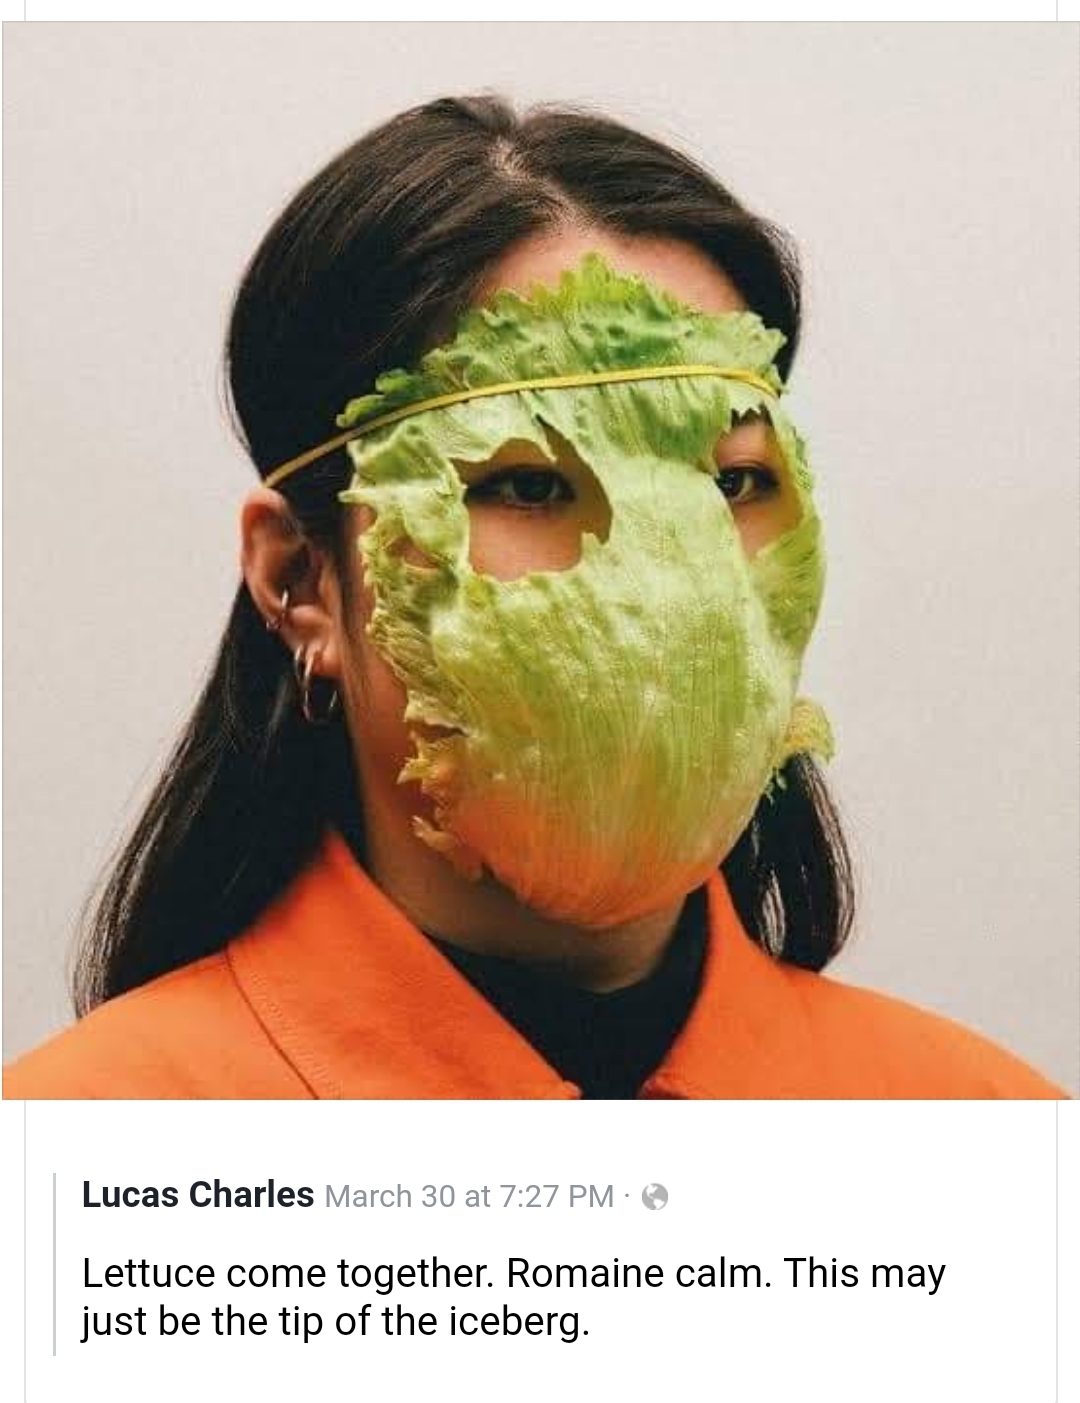 Lucas Charles March 30 at 7:27 PM ·
Lettuce come together. Romaine calm. This may
just be the tip of the iceberg.